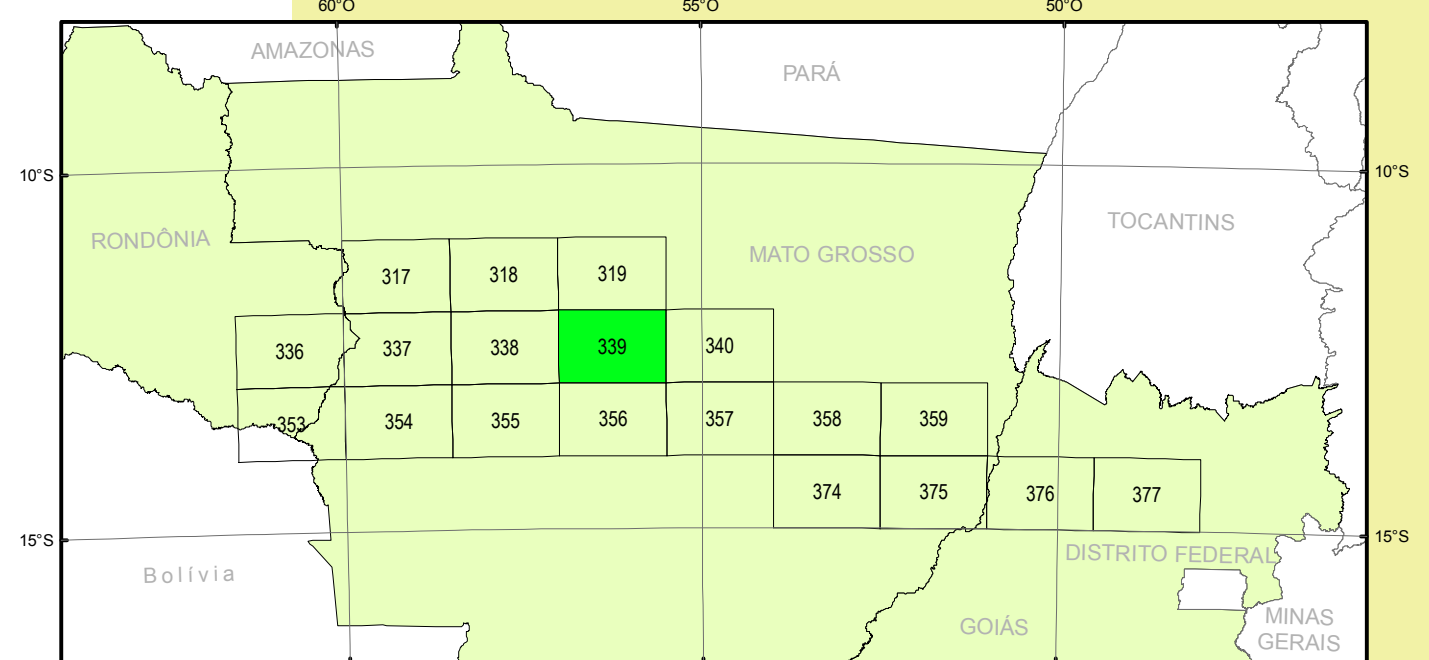 60°O 55°O 50°O
AMAZONAS
PARÁ
10°S 10°S
TOCANTINS
RONDÔNIA
MATO GROSSO
317 318 319
336 337 338 339 340
353 354 355 356 357 358 359
374 375 376 377
15°S 15°S
DISTRITO FEDERAL
Bolívia
MINAS
GERAIS
GOIÁS